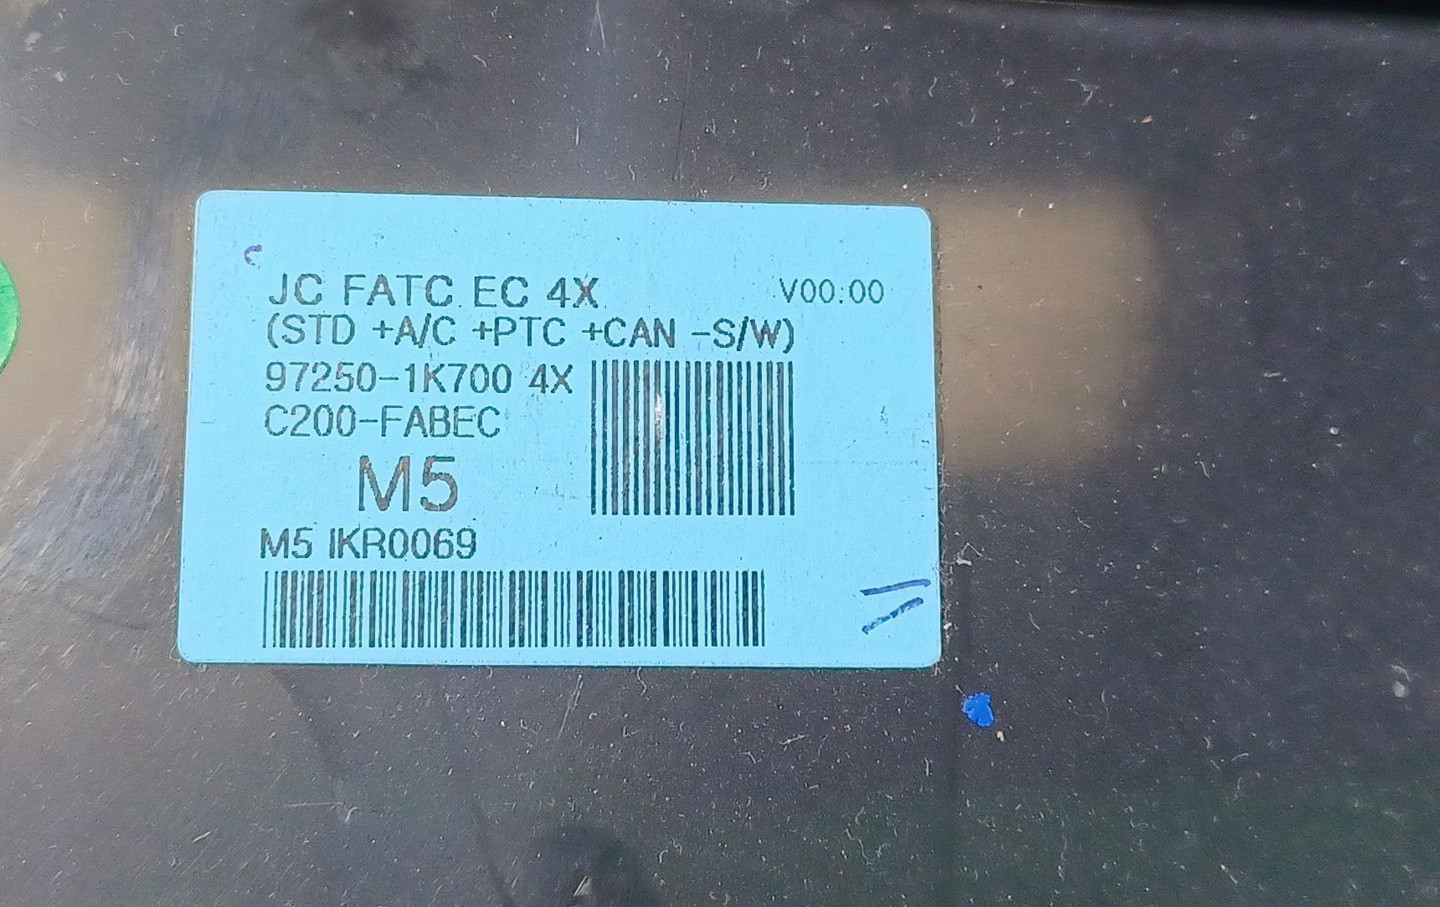 JC FATC EC 4X V00.00
(STD +A/C +PTC +CAN -S/W)
97250-1K700 4X
C200-FABEC
M5
M5 IKR0069